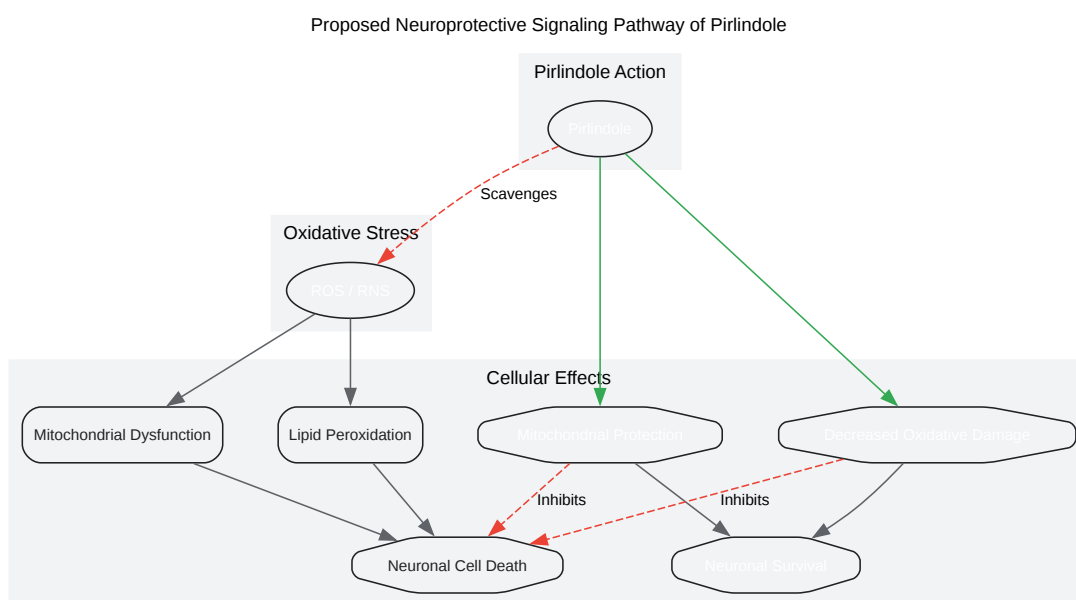 Proposed Neuroprotective Signaling Pathway of Pirlindole
Pirlindole Action
Pirlindole
Scavenges
Oxidative Stress
ROS / RNS
Cellular Effects
Mitochondrial Dysfunction
Lipid Peroxidation
Mitochondrial Protection
Decreased Oxidative Damage
Inhibits
Inhibits
Neuronal Cell Death
Neuronal Survival